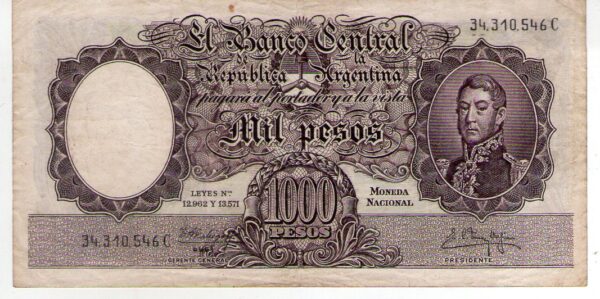 34.310.546 C
El Banco Central
de la
República Argentina
pagará al portador y a la vista
Mil pesos
LEYES Nos.
12.962 Y 13.571
1000
PESOS
MONEDA
NACIONAL
34.310.546 C
GERENTE GENERAL
PRESIDENTE